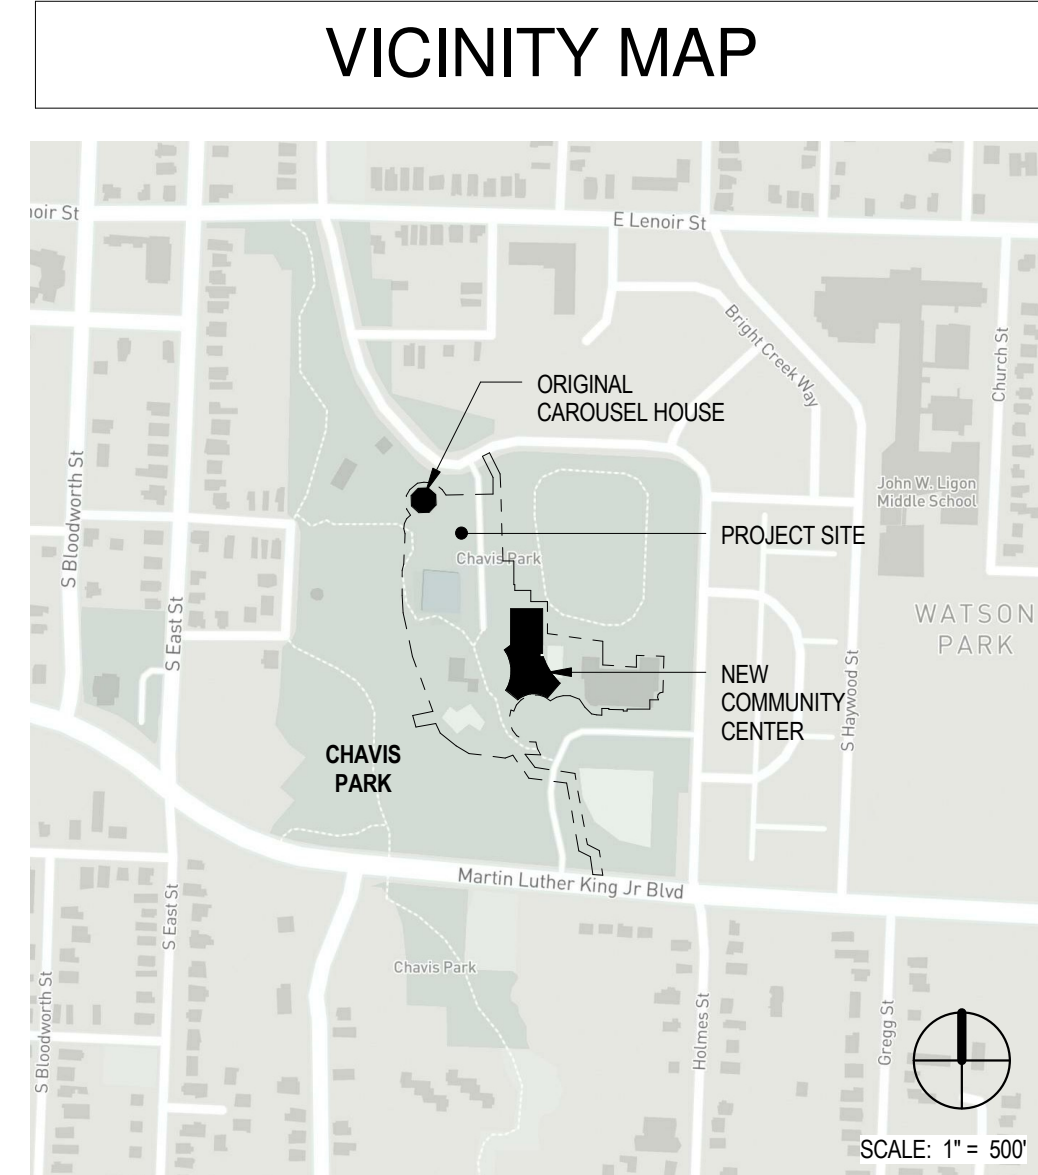 VICINITY MAP
noir St
E Lenoir St
Bright Creek Way
Church St
ORIGINAL
CAROUSEL HOUSE
S Bloodworth St
John W. Ligon
Middle School
PROJECT SITE
Chavis Park
S East St
WATSON
PARK
NEW
COMMUNITY
CENTER
S Haywood St
CHAVIS
PARK
Martin Luther King Jr Blvd
S East St
Chavis Park
S Bloodworth St
Holmes St
Gregg St
SCALE: 1" = 500'